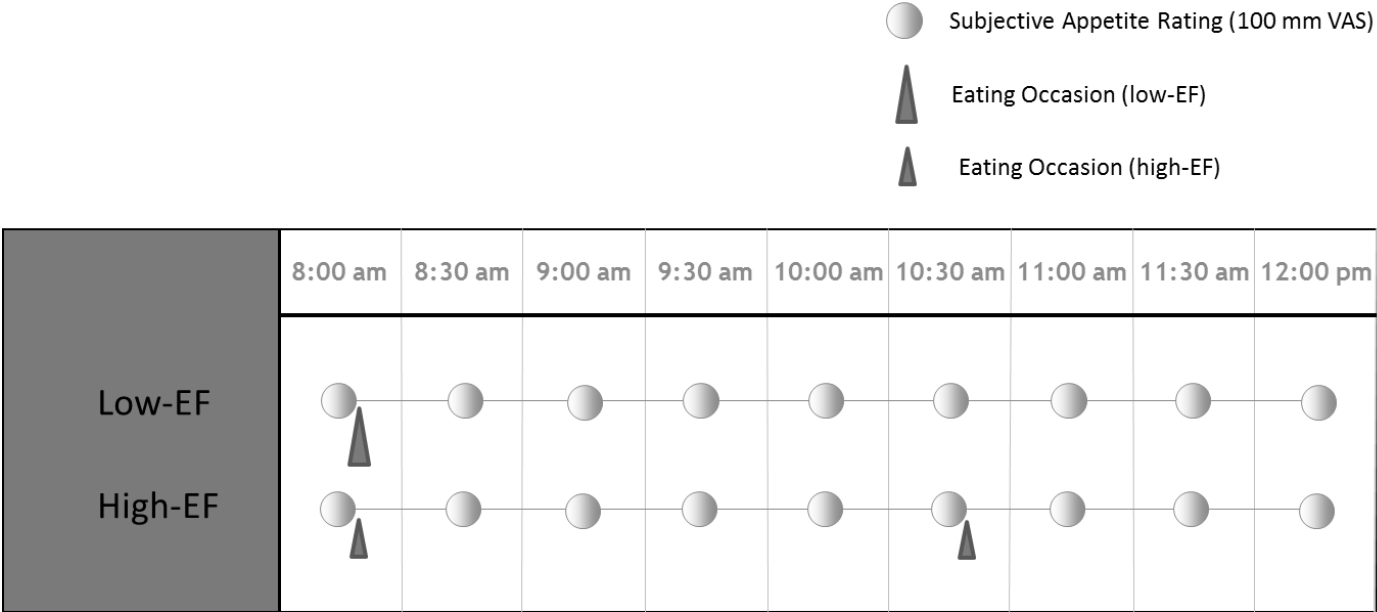 Subjective Appetite Rating (100 mm VAS)
Eating Occasion (low-EF)
Eating Occasion (high-EF)
8:00 am 8:30 am 9:00 am 9:30 am 10:00 am 10:30 am 11:00 am 11:30 am 12:00 pm
Low-EF
High-EF